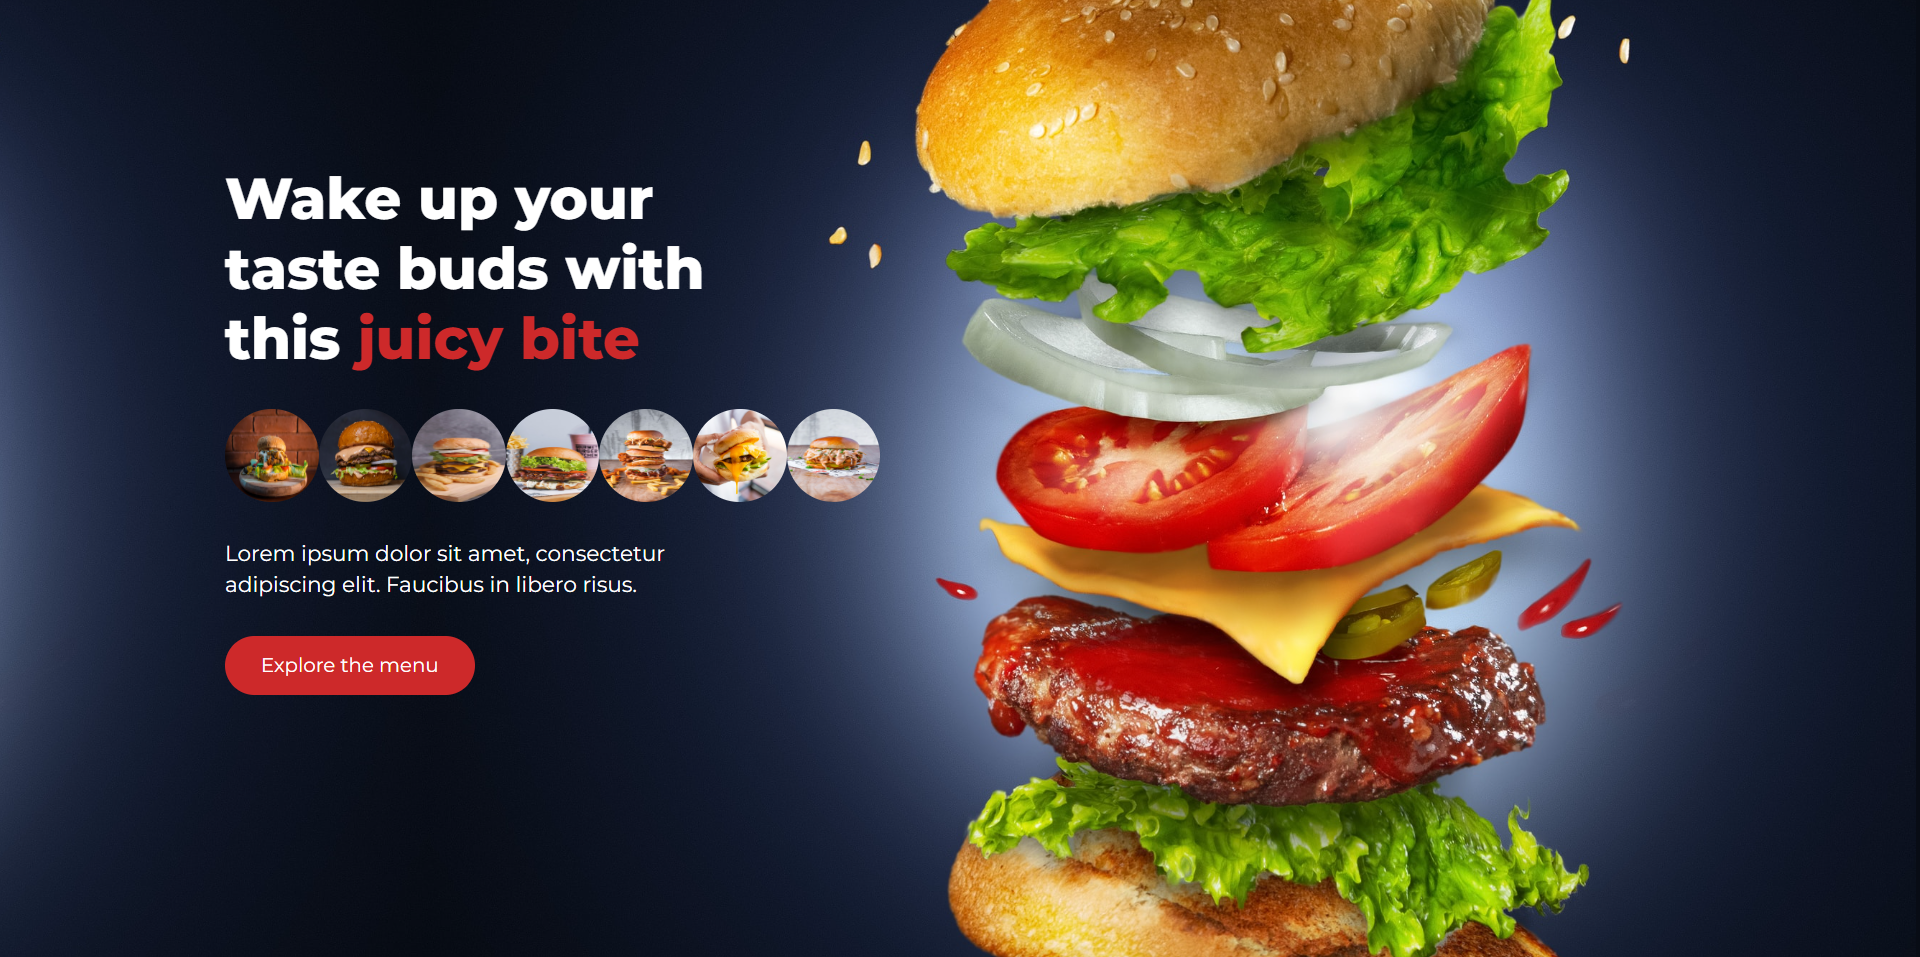 Wake up your
taste buds with
this juicy bite
Lorem ipsum dolor sit amet, consectetur
adipiscing elit. Faucibus in libero risus.
Explore the menu